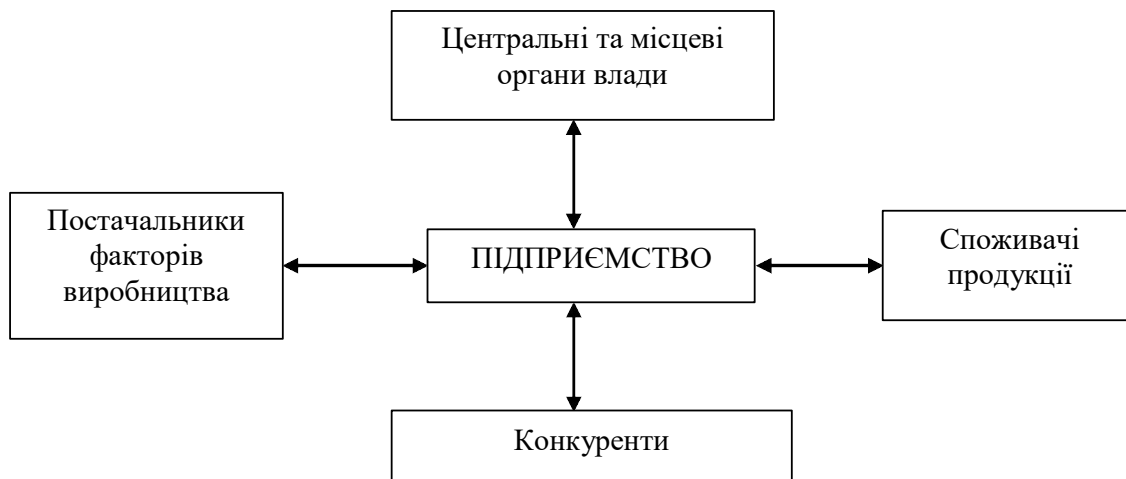 Центральні та місцеві
органи влади
Постачальники
факторів
виробництва
ПІДПРИЄМСТВО
Споживачі
продукції
Конкуренти